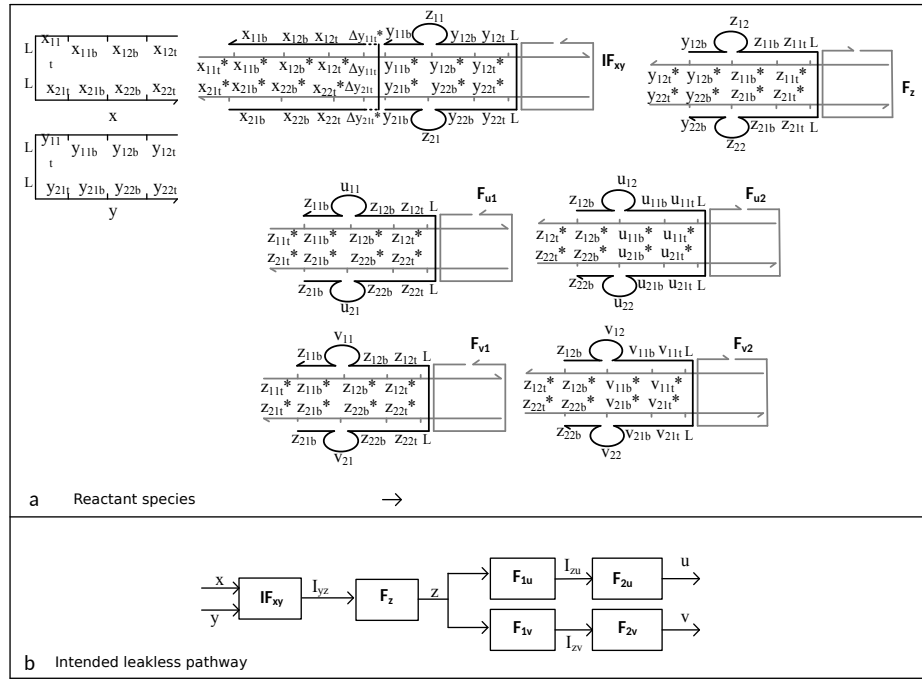 x11b x12b x12t Δy11t* y11b z11 y12b y12t L
L x11t x11b x12b x12t
x11t* x11b* x12b* x12t* Δy11t y11b* y12b* y12t* IFxy
x21t* x21b* x22b* x22t* Δy21t y21b* y22b* y22t*
L x21t x21b x22b x22t
x
x21b x22b x22t Δy21t* y21b z21 y22b y22t L
z12
y12b z11b z11t L
y12t* y12b* z11b* z11t*
y22t* y22b* z21b* z21t* Fz
y22b z21b z21t L
z22
L y11t y11b y12b y12t
L y21t y21b y22b y22t
y
u11 Fu1
z11b z12b z12t L
z11t* z11b* z12b* z12t*
z21t* z21b* z22b* z22t*
z21b z22b z22t L
u21
u12 Fu2
z12b u11b u11t L
z12t* z12b* u11b* u11t*
z22t* z22b* u21b* u21t*
z22b u21b u21t L
u22
v11 Fv1
z11b z12b z12t L
z11t* z11b* z12b* z12t*
z21t* z21b* z22b* z22t*
z21b z22b z22t L
v21
v12 Fv2
z12b v11b v11t L
z12t* z12b* v11b* v11t*
z22t* z22b* v21b* v21t*
z22b v21b v21t L
v22
a Reactant species
x y IFxy Iyz Fz z
F1u Izu F2u u
F1v Izv F2v v
b Intended leakless pathway